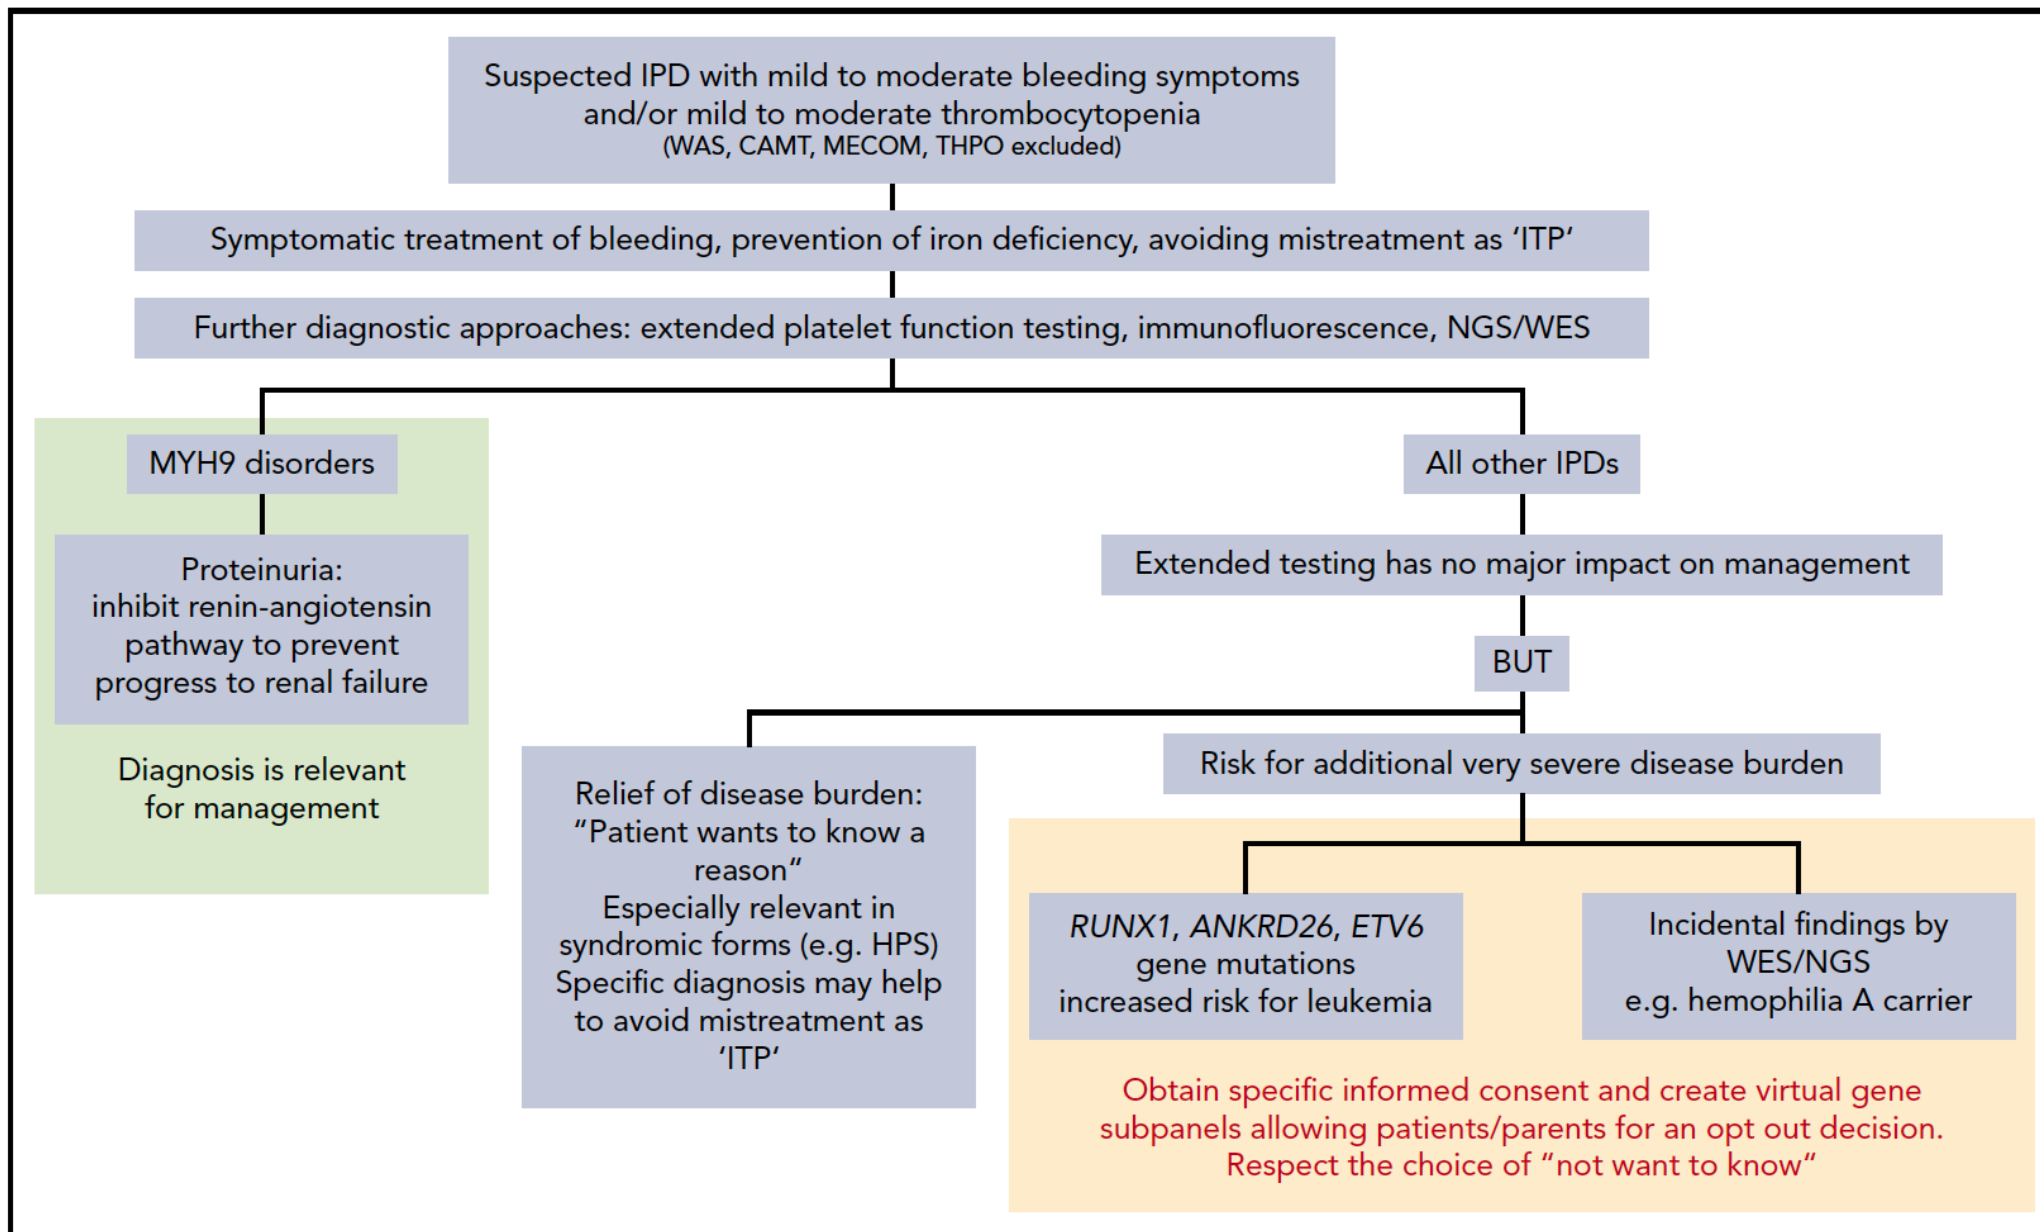 Suspected IPD with mild to moderate bleeding symptoms
and/or mild to moderate thrombocytopenia
(WAS, CAMT, MECOM, THPO excluded)
Symptomatic treatment of bleeding, prevention of iron deficiency, avoiding mistreatment as ‘ITP‘
Further diagnostic approaches: extended platelet function testing, immunofluorescence, NGS/WES
MYH9 disorders
Proteinuria:
inhibit renin-angiotensin
pathway to prevent
progress to renal failure
Diagnosis is relevant
for management
All other IPDs
Extended testing has no major impact on management
BUT
Relief of disease burden:
“Patient wants to know a
reason“
Especially relevant in
syndromic forms (e.g. HPS)
Specific diagnosis may help
to avoid mistreatment as
‘ITP‘
Risk for additional very severe disease burden
RUNX1, ANKRD26, ETV6
gene mutations
increased risk for leukemia
Incidental findings by
WES/NGS
e.g. hemophilia A carrier
Obtain specific informed consent and create virtual gene
subpanels allowing patients/parents for an opt out decision.
Respect the choice of “not want to know“